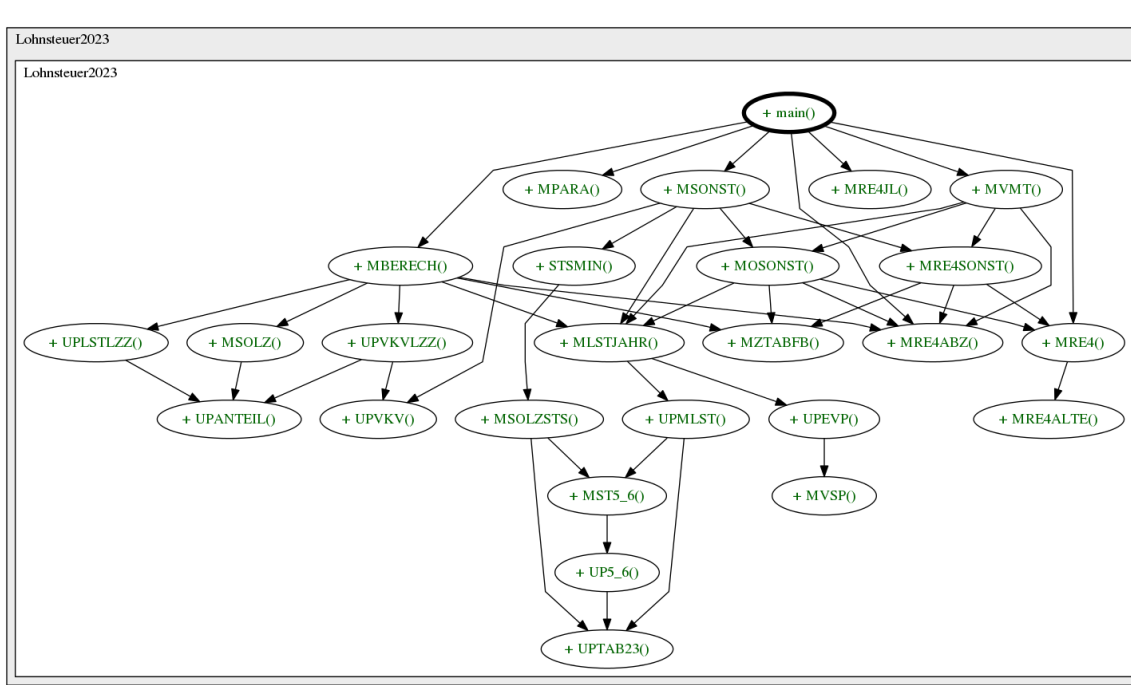 Lohnsteuer2023
Lohnsteuer2023
+ main()
+ MPARA()
+ MSONST()
+ MRE4JL()
+ MVMT()
+ MBERECH()
+ STSMIN()
+ MOSONST()
+ MRE4SONST()
+ UPLSTLZZ()
+ MSOLZ()
+ UPVKVLZZ()
+ MLSTJAHR()
+ MZTABFB()
+ MRE4ABZ()
+ MRE4()
+ UPANTEIL()
+ UPVKV()
+ MSOLZSTS()
+ UPMLST()
+ UPEVP()
+ MRE4ALTE()
+ MST5_6()
+ MVSP()
+ UP5_6()
+ UPTAB23()